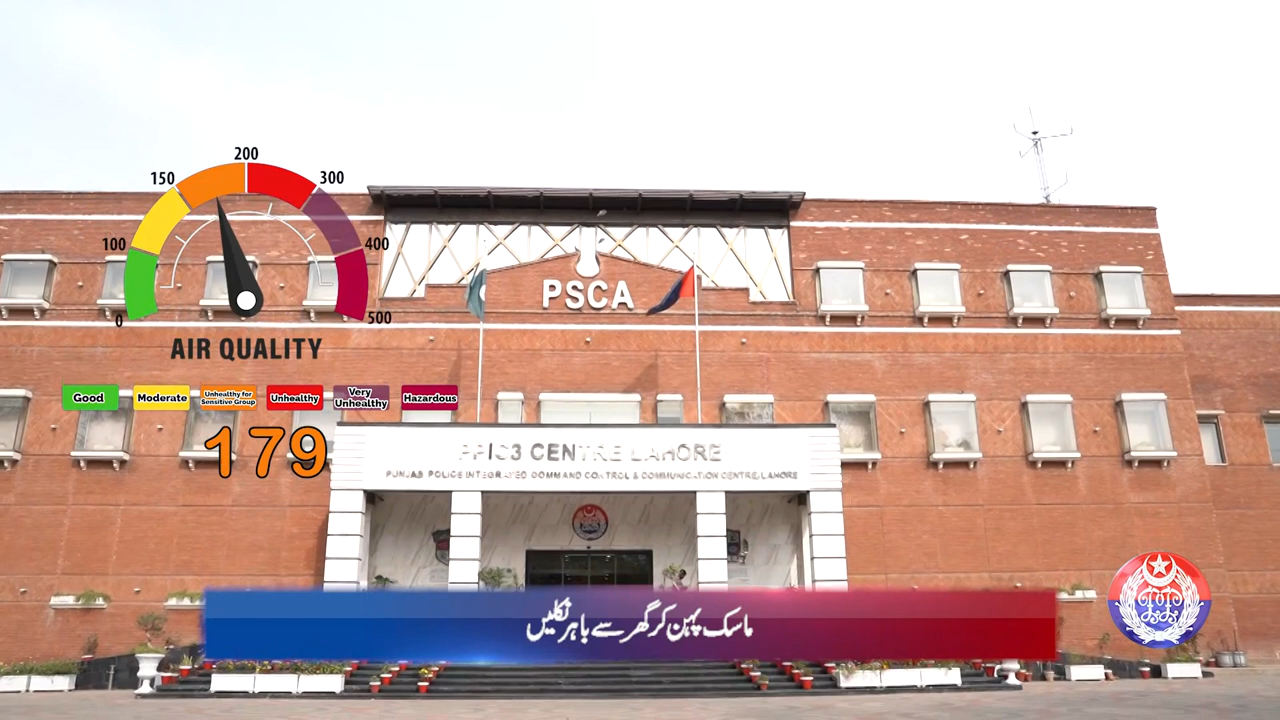 200
150
300
100
400
0
500
AIR QUALITY
Good
Moderate
Unhealthy for
Sensitive Group
Unhealthy
Very
Unhealthy
Hazardous
179
PSCA
PPIC3 CENTRE LAHORE
PUNJAB POLICE INTEGRATED COMMAND CONTROL & COMMUNICATION CENTRE, LAHORE
ماسک پہن کر گھر سے باہر نکلیں